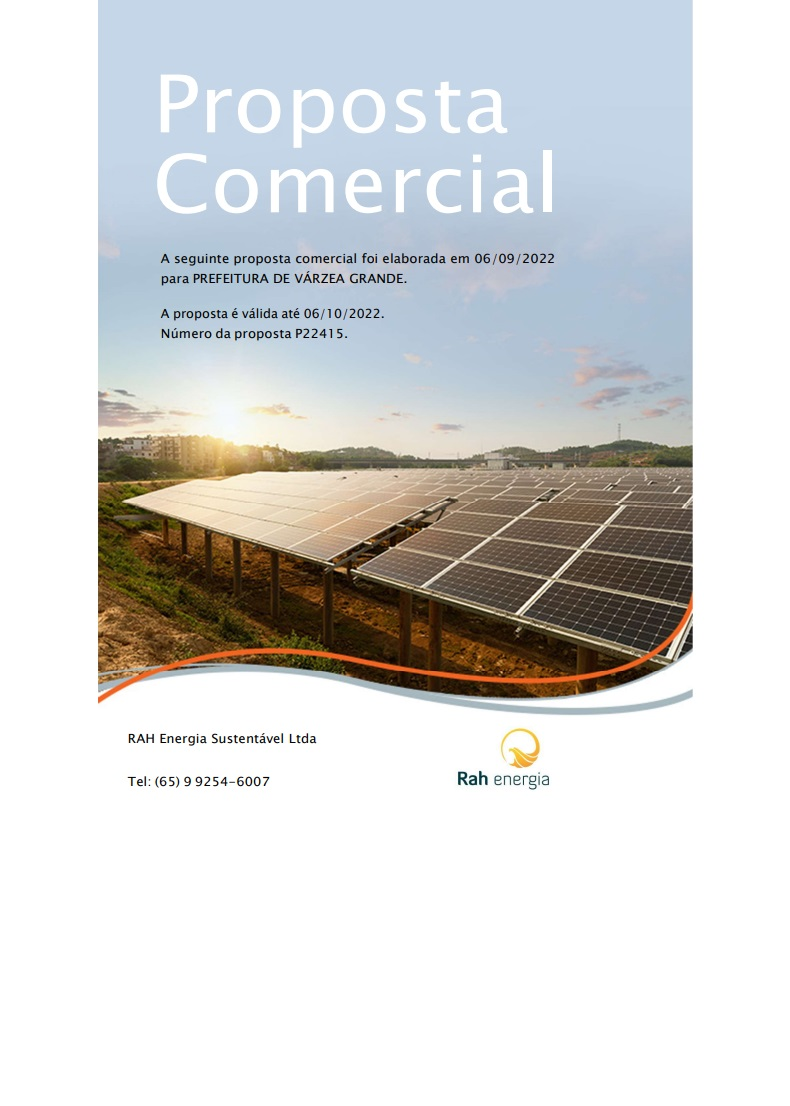 Proposta
Comercial
A seguinte proposta comercial foi elaborada em 06/09/2022
para PREFEITURA DE VÁRZEA GRANDE.
A proposta é válida até 06/10/2022.
Número da proposta P22415.
RAH Energia Sustentável Ltda
Tel: (65) 9 9254-6007
Rah energia